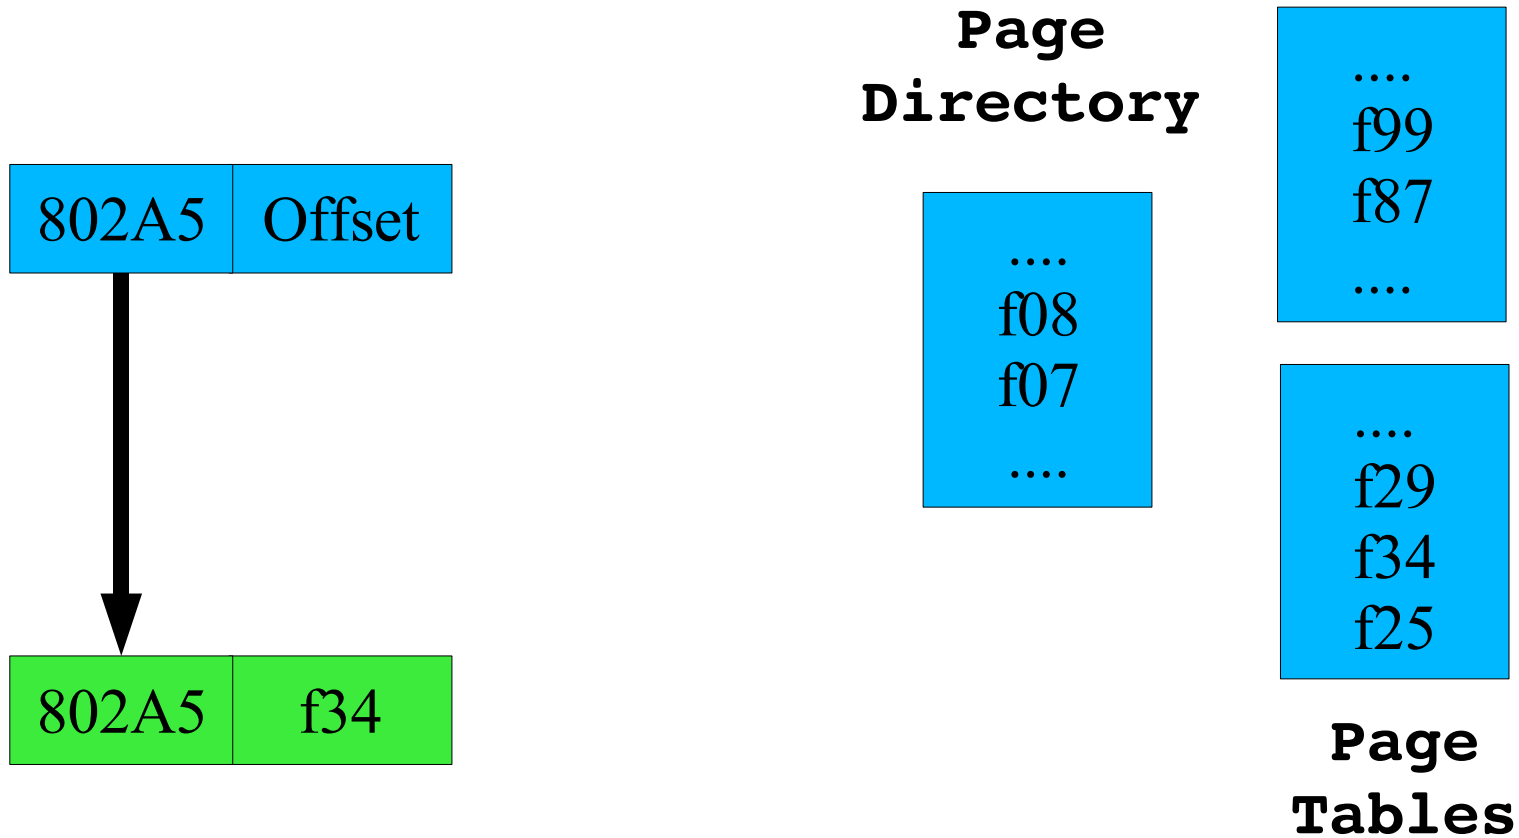 802A5 Offset
802A5 f34
Page
Directory
....
f08
f07
....
....
f99
f87
....
....
f29
f34
f25
Page
Tables